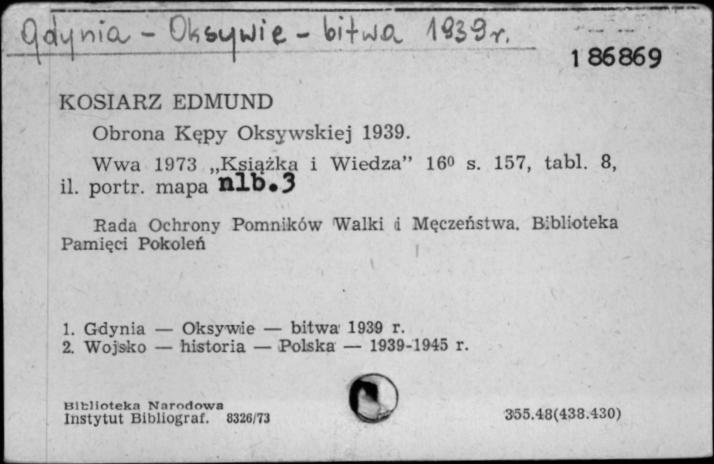 Gdynia - Oksywie - bitwa 1939 r.
186869
KOSIARZ EDMUND
Obrona Kępy Oksywskiej 1939.
Wwa 1973 „Książka i Wiedza” 16⁰ s. 157, tabl. 8,
il. portr. mapa nlb.3
Rada Ochrony Pomników Walki i Męczeństwa. Biblioteka
Pamięci Pokoleń
1. Gdynia — Oksywie — bitwa 1939 r.
2. Wojsko — historia — Polska — 1939-1945 r.
Biblioteka Narodowa
Instytut Bibliograf. 8326/73
355.48(438.430)